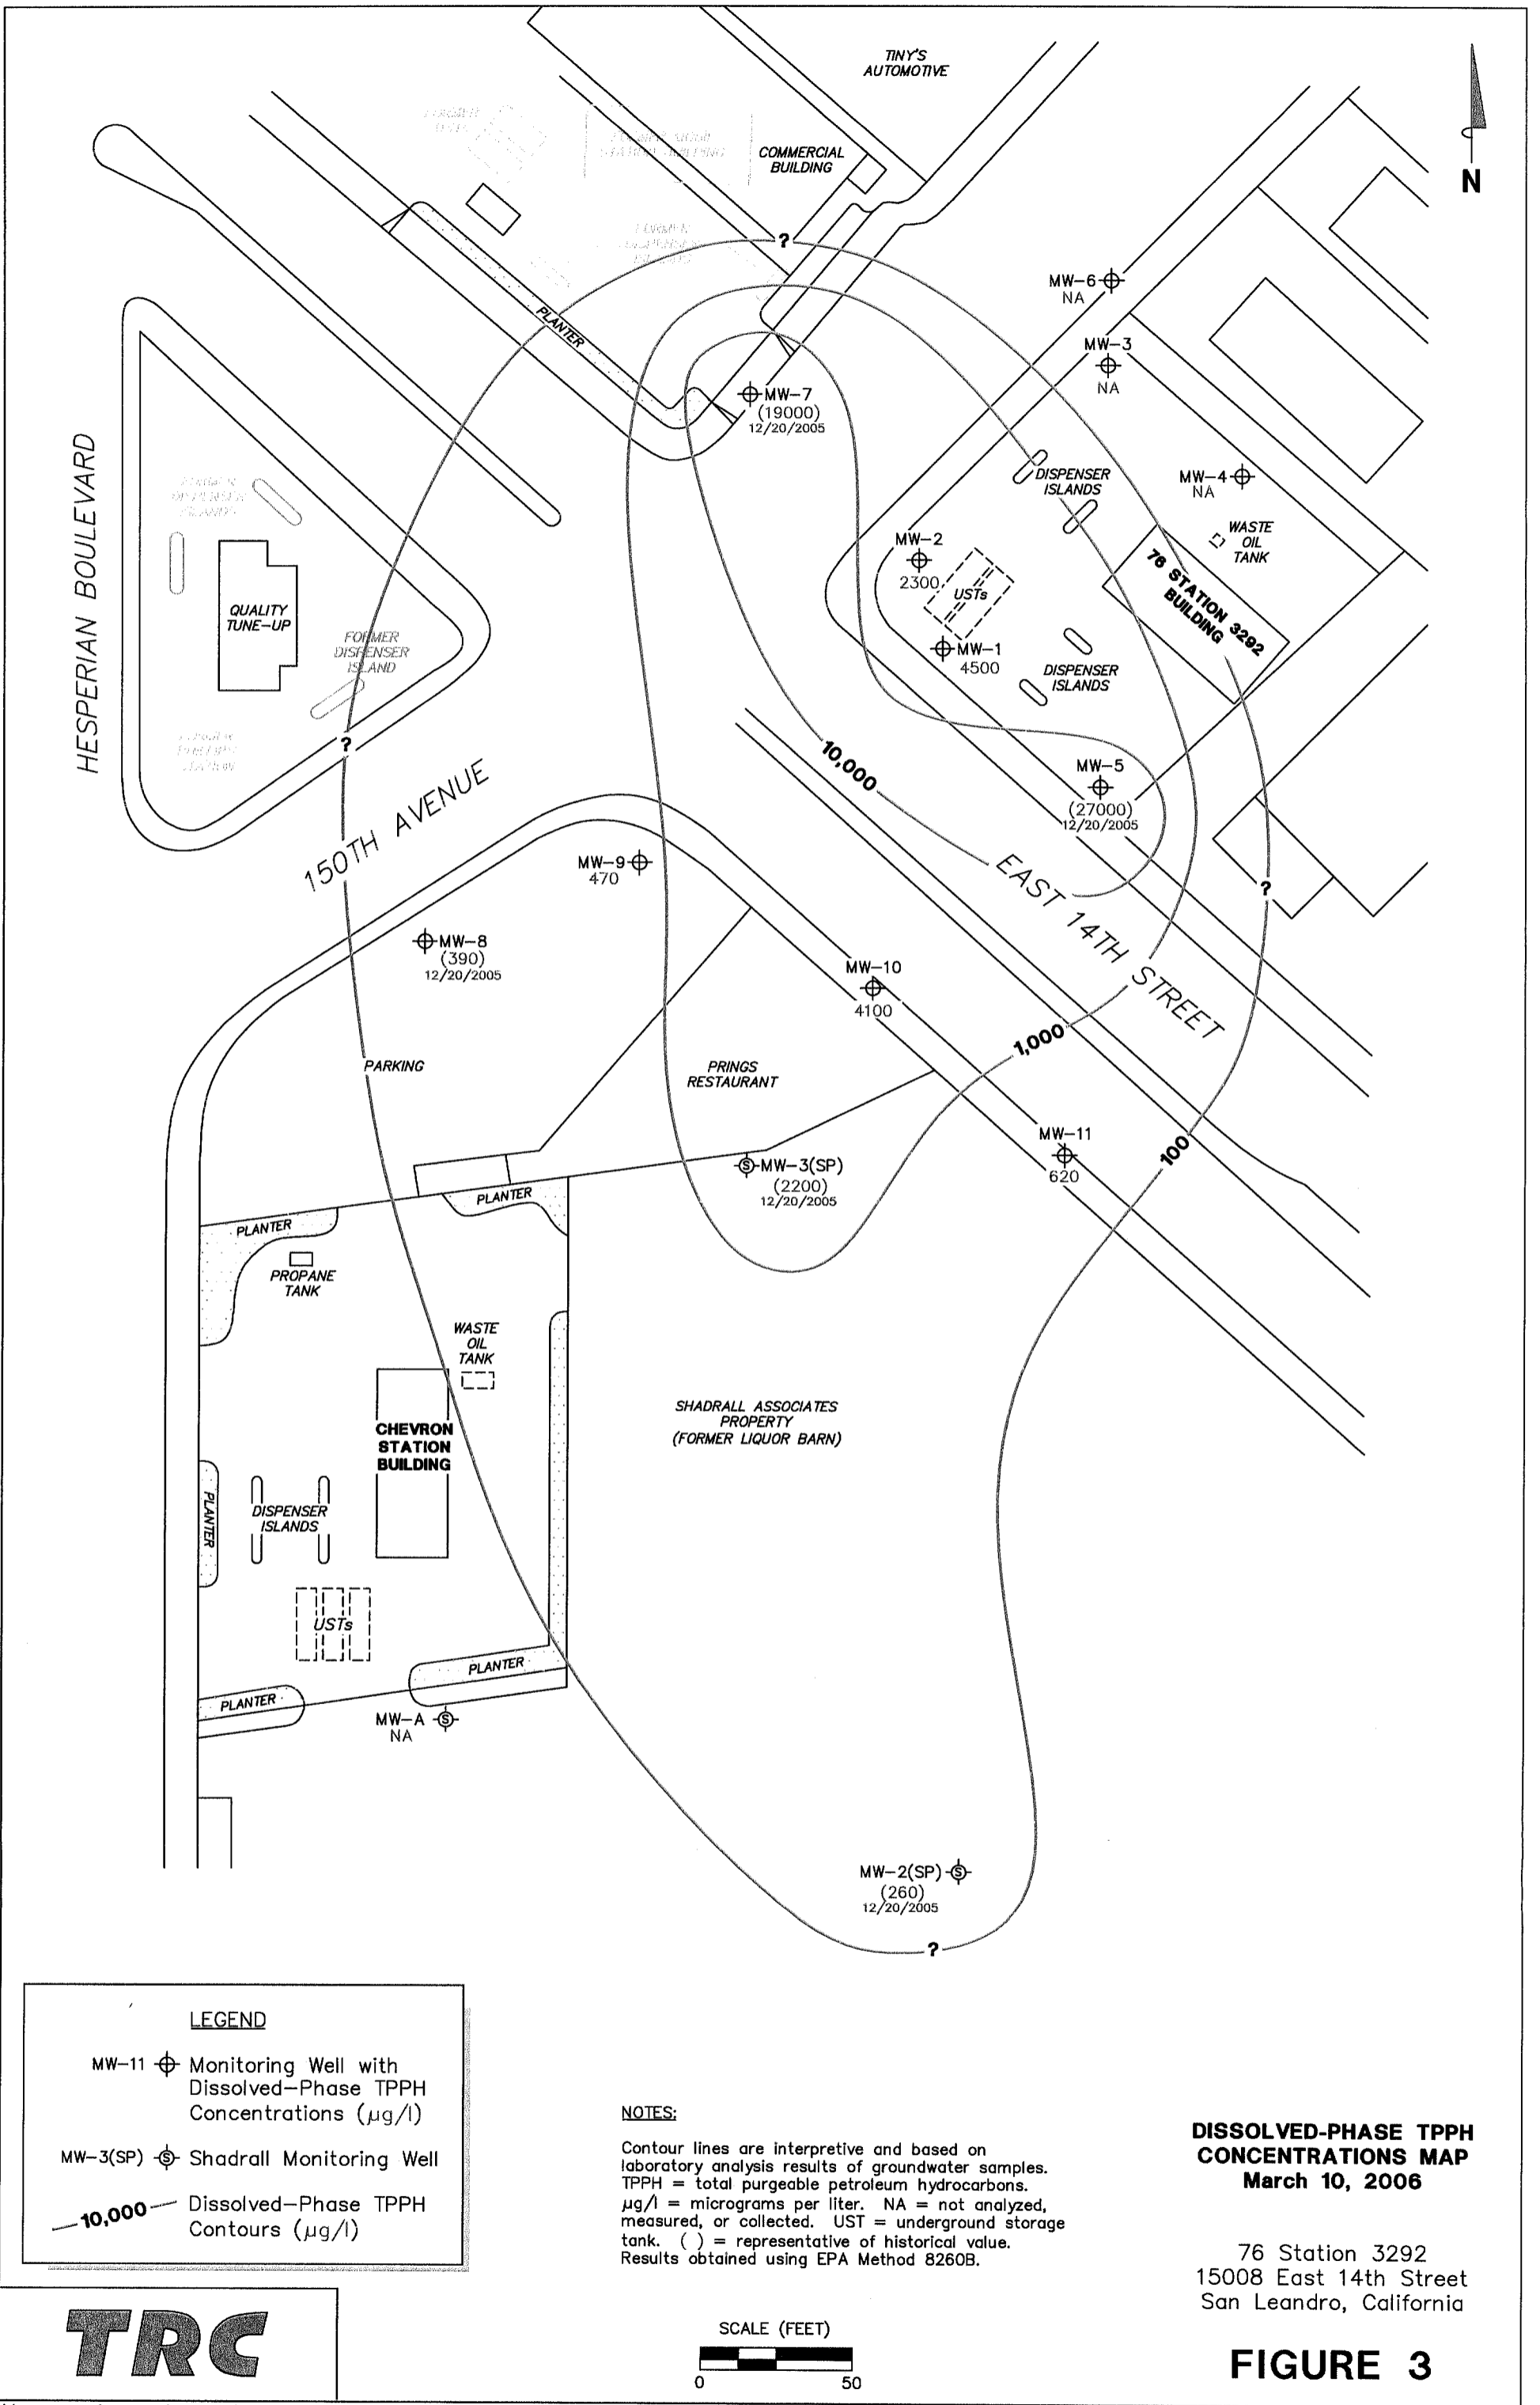 TINY'S
AUTOMOTIVE
COMMERCIAL
BUILDING
N
?
PLANTER
MW-6
NA
MW-3
NA
MW-7
(19000)
12/20/2005
HESPERIAN BOULEVARD
DISPENSER
ISLANDS
MW-4
NA
WASTE
OIL
TANK
MW-2
2300
USTs
76 STATION 3292
BUILDING
QUALITY
TUNE-UP
FORMER
DISPENSER
ISLAND
MW-1
4500
DISPENSER
ISLANDS
?
10,000
MW-5
(27000)
12/20/2005
150TH AVENUE
MW-9
470
EAST 14TH STREET
?
MW-8
(390)
12/20/2005
MW-10
4100
1,000
PARKING
PRINGS
RESTAURANT
MW-11
620
100
MW-3(SP)
(2200)
12/20/2005
PLANTER
PLANTER
PROPANE
TANK
WASTE
OIL
TANK
SHADRALL ASSOCIATES
PROPERTY
(FORMER LIQUOR BARN)
CHEVRON
STATION
BUILDING
PLANTER
DISPENSER
ISLANDS
USTs
PLANTER
PLANTER
MW-A
NA
MW-2(SP)
(260)
12/20/2005
?
LEGEND
MW-11 Monitoring Well with
Dissolved-Phase TPPH
Concentrations (µg/l)
MW-3(SP) S Shadrall Monitoring Well
10,000 Dissolved-Phase TPPH
Contours (µg/l)
NOTES:
Contour lines are interpretive and based on
laboratory analysis results of groundwater samples.
TPPH = total purgeable petroleum hydrocarbons.
µg/l = micrograms per liter. NA = not analyzed,
measured, or collected. UST = underground storage
tank. ( ) = representative of historical value.
Results obtained using EPA Method 8260B.
DISSOLVED-PHASE TPPH
CONCENTRATIONS MAP
March 10, 2006
76 Station 3292
15008 East 14th Street
San Leandro, California
TRC
SCALE (FEET)
0 50
FIGURE 3